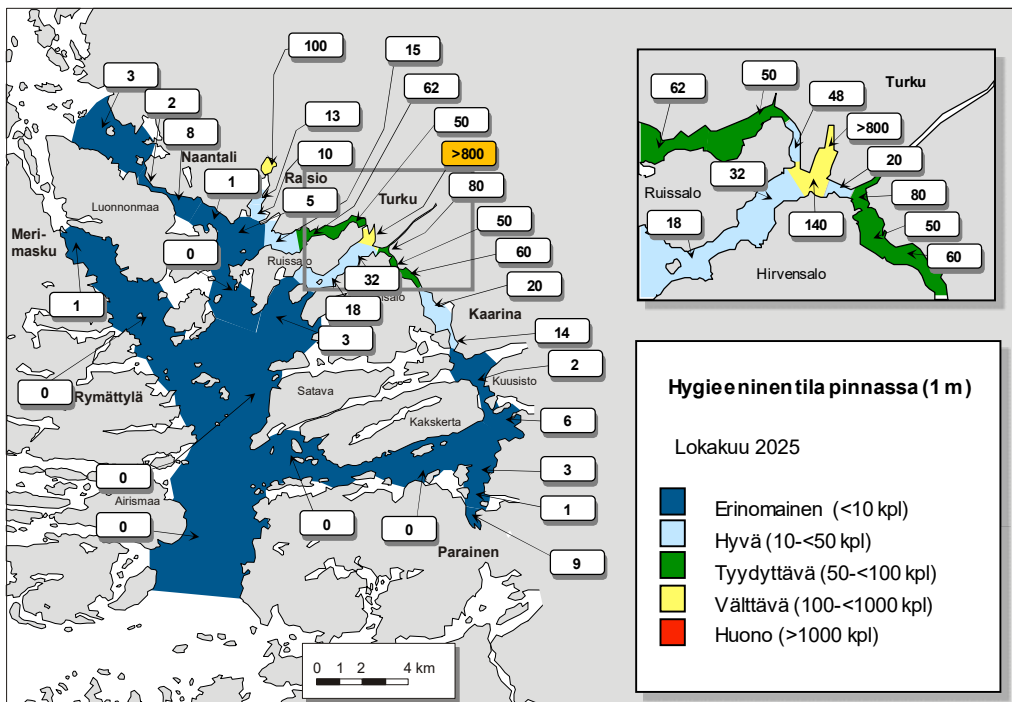 3
2
8
Naantali
1
100
13
10
Raisio
5
15
62
50
>800
80
Turku
50
60
20
Kaarina
14
2
6
3
1
9
Luonnonmaa
Meri-
masku
0
Ruissalo
32
18
salo
3
1
0
Rymättylä
Satava
Kuusisto
Kakskerta
0
Airismaa
0
0
0
Parainen
0 1 2 4 km
62
50
Turku
48
>800
20
Ruissalo
32
80
18
140
50
60
Hirvensalo
Hygieeninen tila pinnassa (1 m)
Lokakuu 2025
Erinomainen (<10 kpl)
Hyvä (10-<50 kpl)
Tyydyttävä (50-<100 kpl)
Välttävä (100-<1000 kpl)
Huono (>1000 kpl)